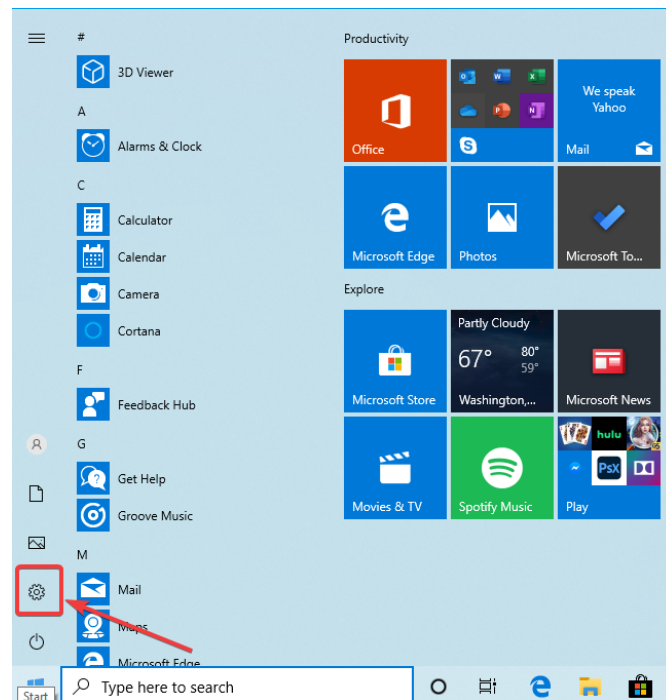 #
3D Viewer
A
Alarms & Clock
C
Calculator
Calendar
Camera
Cortana
F
Feedback Hub
G
Get Help
Groove Music
M
Mail
Maps
Microsoft Edge
Productivity
Office
We speak
Yahoo
Mail
Microsoft Edge
Photos
Microsoft To...
Explore
Microsoft Store
Partly Cloudy
67°
80°
59°
Washington,...
Microsoft News
Movies & TV
Spotify Music
hulu
PsX
Play
Start
Type here to search